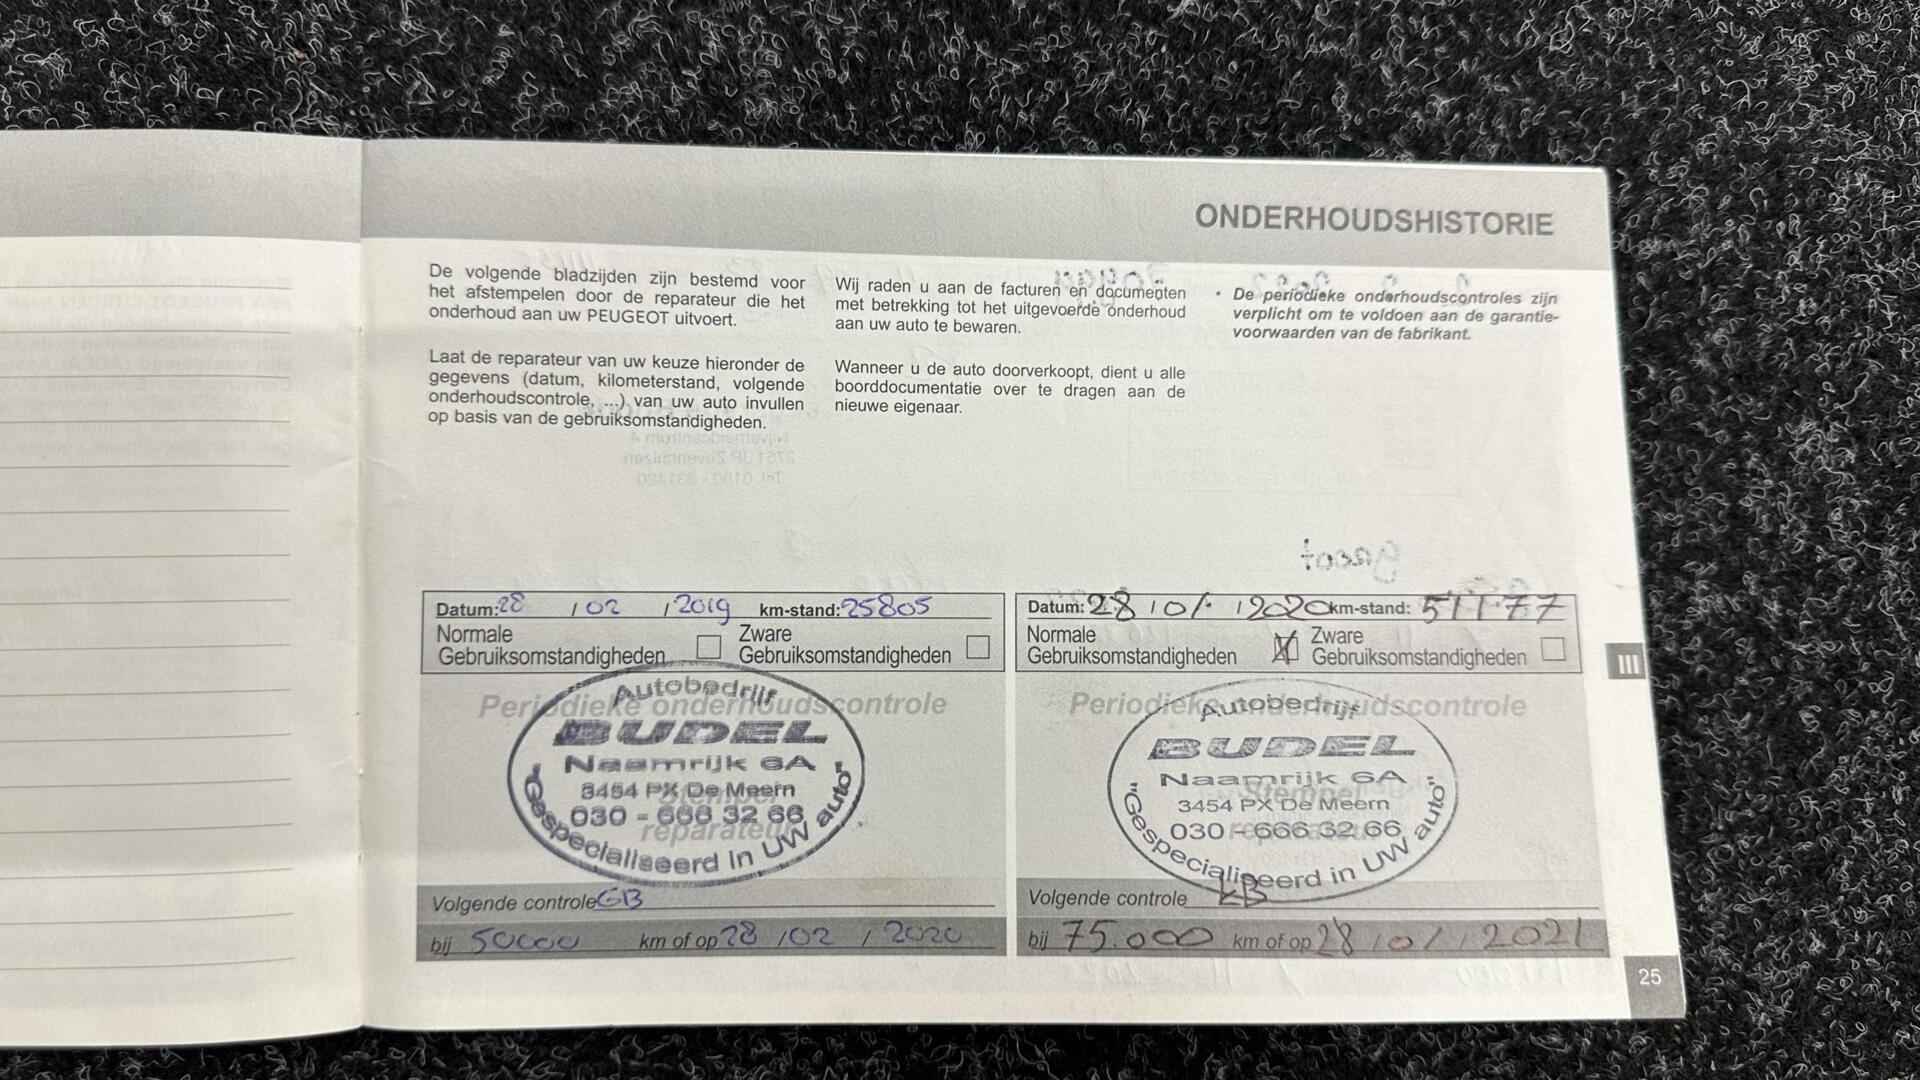 ONDERHOUDSHISTORIE
De volgende bladzijden zijn bestemd voor
het afstempelen door de reparateur die het
onderhoud aan uw PEUGEOT uitvoert.
Laat de reparateur van uw keuze hieronder de
gegevens (datum, kilometerstand, volgende
onderhoudscontrole, ...) van uw auto invullen
op basis van de gebruiksomstandigheden.
Wij raden u aan de facturen en documenten
met betrekking tot het uitgevoerde onderhoud
aan uw auto te bewaren.
Wanneer u de auto doorverkoopt, dient u alle
boorddocumentatie over te dragen aan de
nieuwe eigenaar.
• De periodieke onderhoudscontroles zijn
verplicht om te voldoen aan de garantie-
voorwaarden van de fabrikant.
Datum: 28 / 02 / 2019 km-stand: 25805
Normale
Gebruiksomstandigheden
Zware
Gebruiksomstandigheden
Periodieke onderhoudscontrole
Autobedrijf
BUDEL
Naamrijk 6A
3454 PX De Meern
030 - 666 32 66
"Gespecialiseerd in UW auto"
Stempel
reparateur
Volgende controle GB
bij 50000 km of op 28 / 02 / 2020
Datum: 28 / 01 / 2020 km-stand: 51177
Normale
Gebruiksomstandigheden
Zware
Gebruiksomstandigheden
Periodieke onderhoudscontrole
Autobedrijf
BUDEL
Naamrijk 6A
3454 PX De Meern
030 - 666 32 66
"Gespecialiseerd in UW auto"
Stempel
Volgende controle KB
bij 75.000 km of op 28 / 01 / 2021
III
25